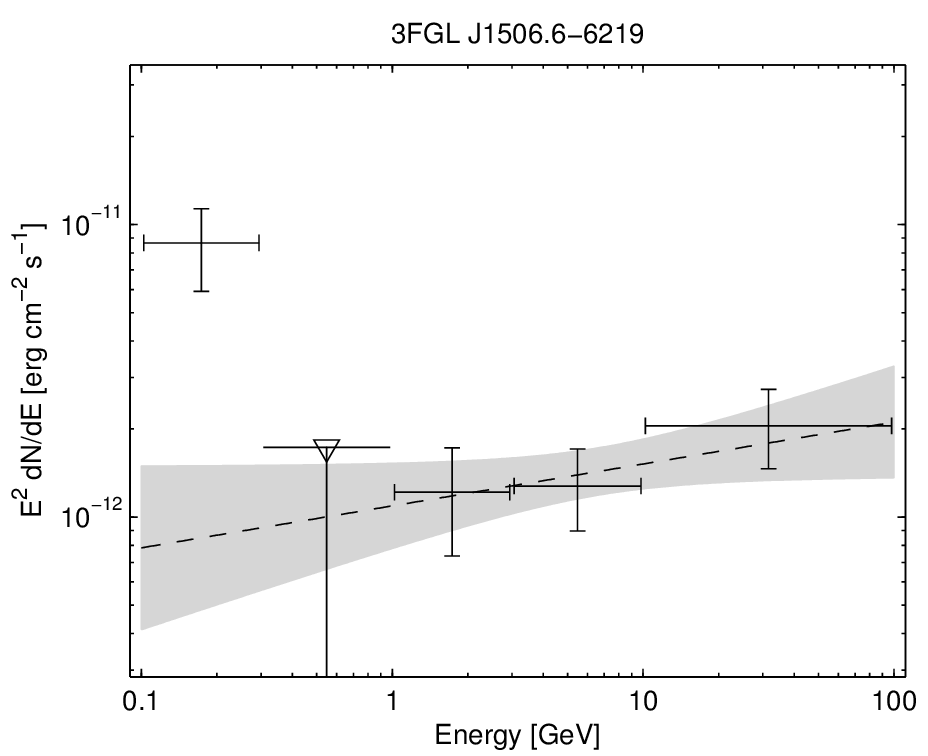 3FGL J1506.6−6219
E² dN/dE [erg cm⁻² s⁻¹]
10⁻¹¹
10⁻¹²
0.1 1 10 100
Energy [GeV]